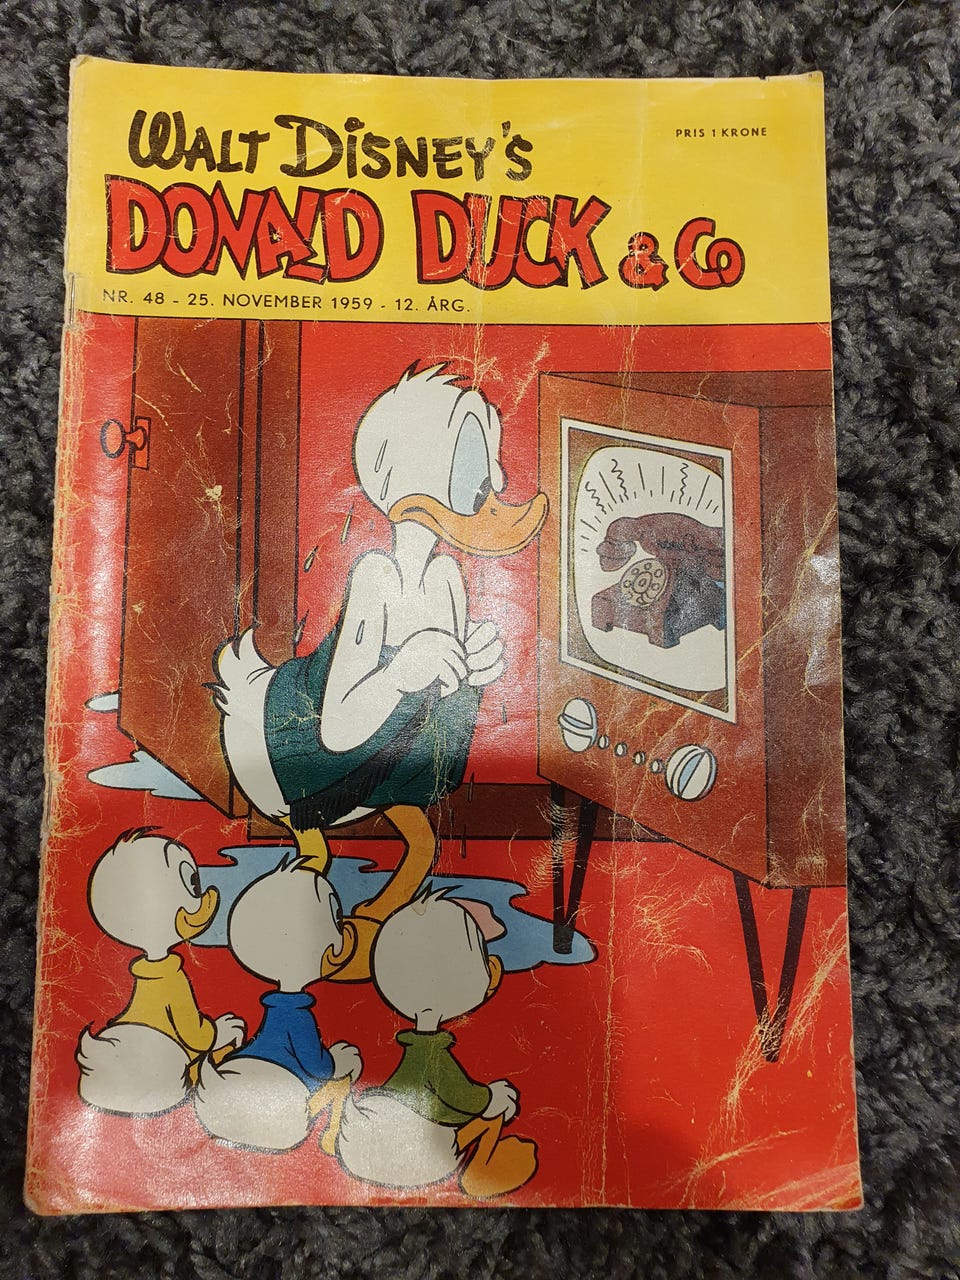 WALT DISNEY'S
PRIS 1 KRONE
DONALD DUCK & Co
NR. 48 - 25. NOVEMBER 1959 - 12. ÅRG.